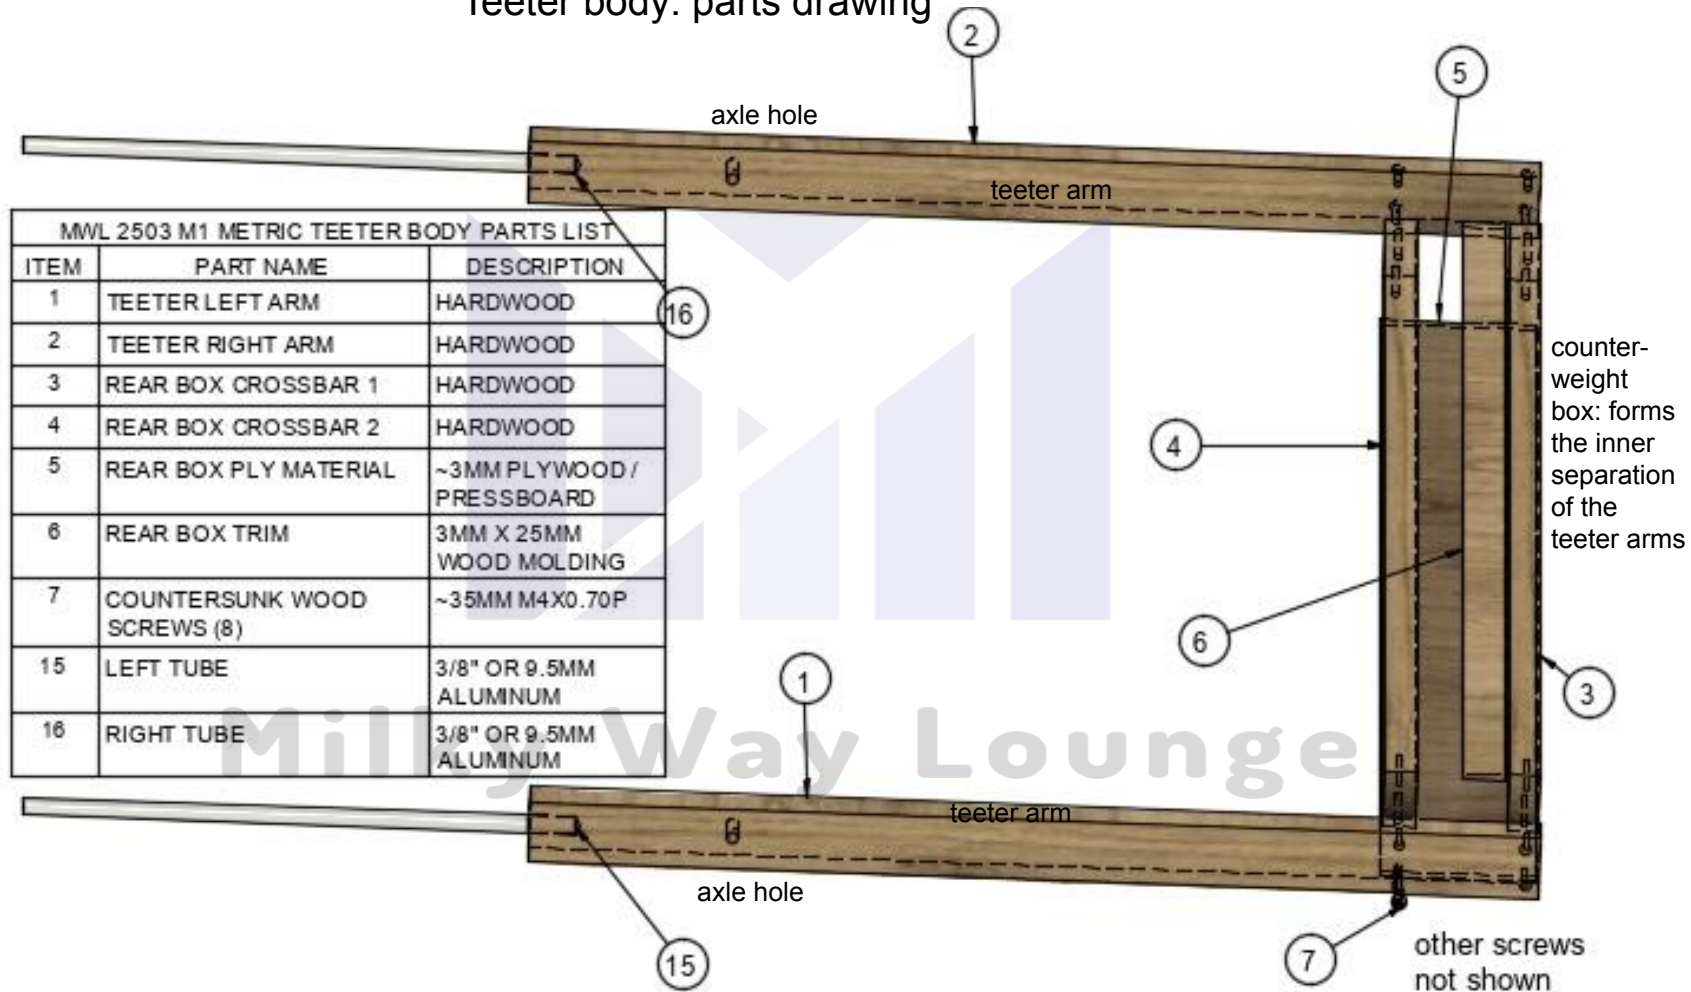 Teeter body: parts drawing
2
5
axle hole
teeter arm
MWL 2503 M1 METRIC TEETER BODY PARTS LIST
ITEM PART NAME DESCRIPTION
1 TEETER LEFT ARM HARDWOOD
2 TEETER RIGHT ARM HARDWOOD
3 REAR BOX CROSSBAR 1 HARDWOOD
4 REAR BOX CROSSBAR 2 HARDWOOD
5 REAR BOX PLY MATERIAL ~3MM PLYWOOD /
PRESSBOARD
6 REAR BOX TRIM 3MM X 25MM
WOOD MOLDING
7 COUNTERSUNK WOOD ~35MM M4X0.70P
SCREWS (8)
15 LEFT TUBE 3/8" OR 9.5MM
ALUMINUM
16 RIGHT TUBE 3/8" OR 9.5MM
ALUMINUM
16
counter-
weight
box: forms
the inner
separation
of the
teeter arms
4
6
1
3
Milky Way Lounge
teeter arm
axle hole
15
7
other screws
not shown